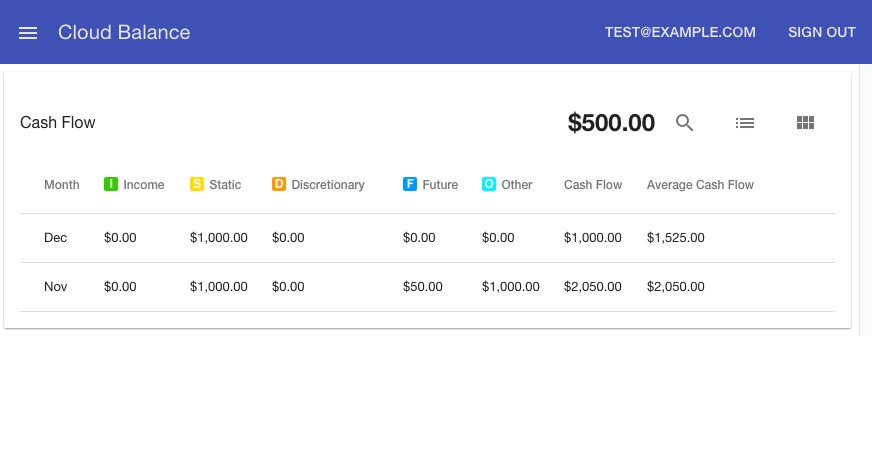 Cloud Balance TEST@EXAMPLE.COM SIGN OUT
Cash Flow $500.00
Month I Income S Static D Discretionary F Future O Other Cash Flow Average Cash Flow
Dec $0.00 $1,000.00 $0.00 $0.00 $0.00 $1,000.00 $1,525.00
Nov $0.00 $1,000.00 $0.00 $50.00 $1,000.00 $2,050.00 $2,050.00